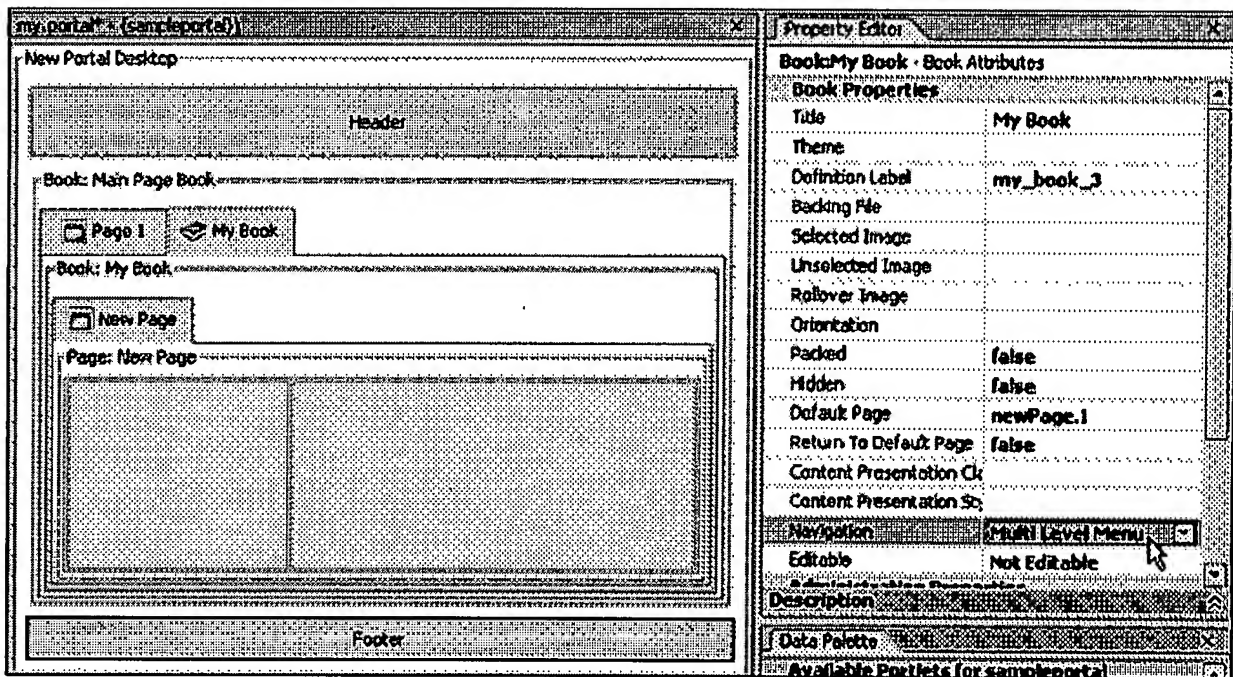 my.portal* - {sampleportal}\
New Portal Desktop
Header
Book: Main Page Book
Page 1
My Book
Book: My Book
New Page
Page: New Page
Footer
Property Editor
Book:My Book - Book Attributes
Book Properties
Title My Book
Theme
Definition Label my_book_3
Backing File
Selected Image
Unselected Image
Rollover Image
Orientation
Packed false
Hidden false
Default Page newPage.1
Return To Default Page false
Content Presentation Cl
Content Presentation St
Navigation Multi Level Menu
Editable Not Editable
Administration Properties
Description
Data Palette
Available Portlets (or sampleportal